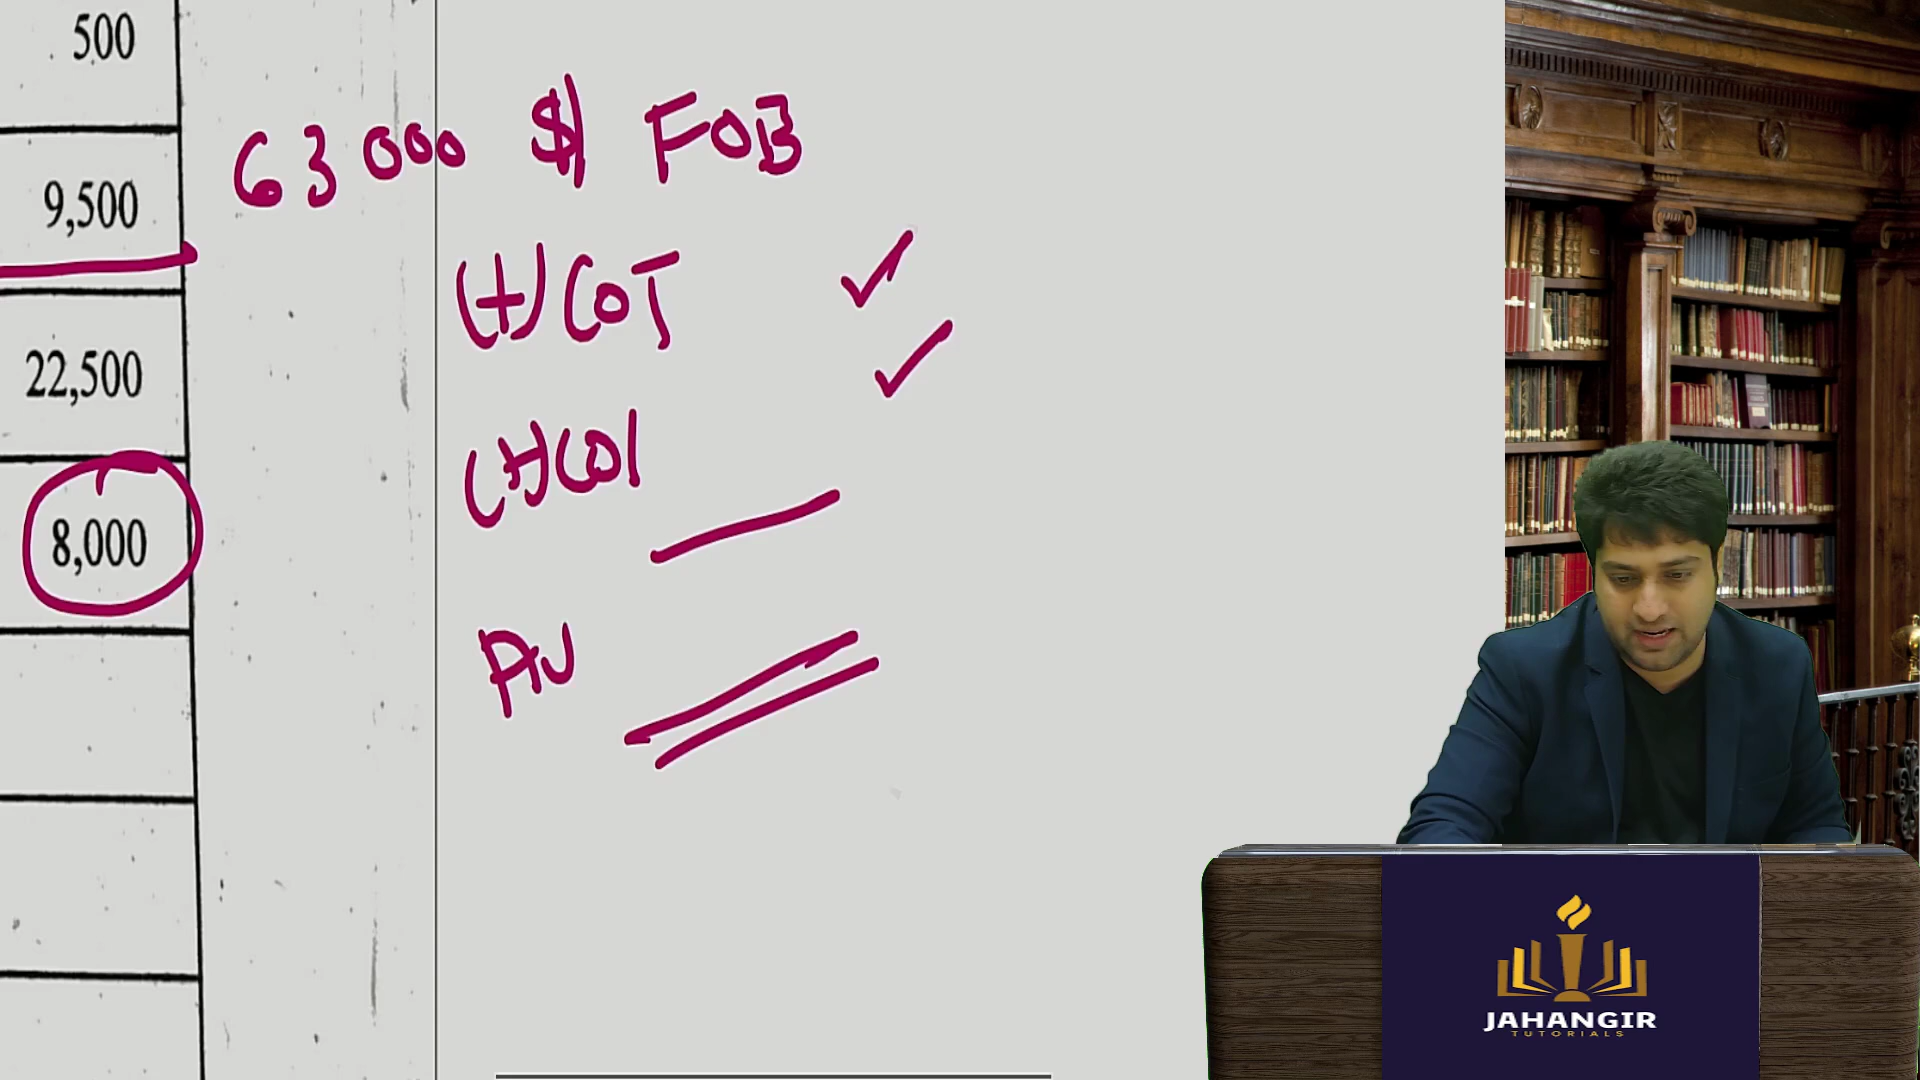 500
9,500
22,500
8,000
63000 $ FOB
(+) COT
(+) COI
AV
JAHANGIR
TUTORIALS